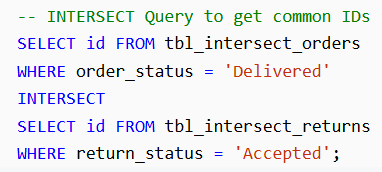 -- INTERSECT Query to get common IDs
SELECT id FROM tbl_intersect_orders
WHERE order_status = 'Delivered'
INTERSECT
SELECT id FROM tbl_intersect_returns
WHERE return_status = 'Accepted';